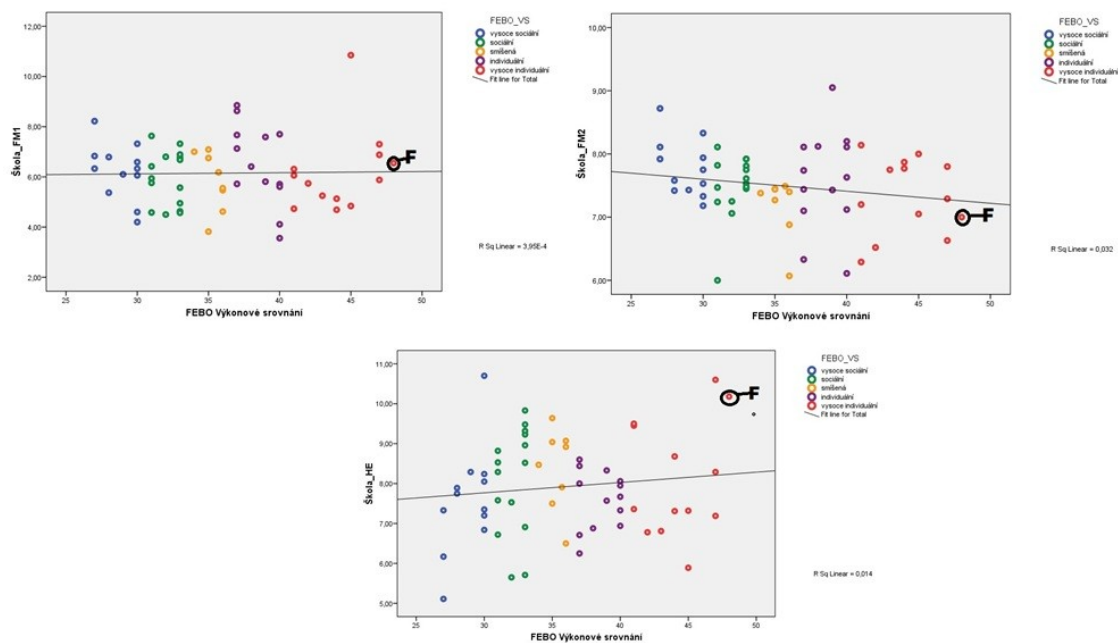 12,00
10,00
8,00
6,00
4,00
2,00
Škola_FM1
25 30 35 40 45 50
FEBO Výkonové srovnání
F
FEBO_VS
vysoce sociální
sociální
smíšená
individuální
vysoce individuální
Fit line for Total
R Sq Linear = 3,95E-4
10,00
9,00
8,00
7,00
6,00
Škola_FM2
25 30 35 40 45 50
FEBO Výkonové srovnání
F
FEBO_VS
vysoce sociální
sociální
smíšená
individuální
vysoce individuální
Fit line for Total
R Sq Linear = 0,032
11,00
10,00
9,00
8,00
7,00
6,00
5,00
Škola_HE
25 30 35 40 45 50
FEBO Výkonové srovnání
F
FEBO_VS
vysoce sociální
sociální
smíšená
individuální
vysoce individuální
Fit line for Total
R Sq Linear = 0,014